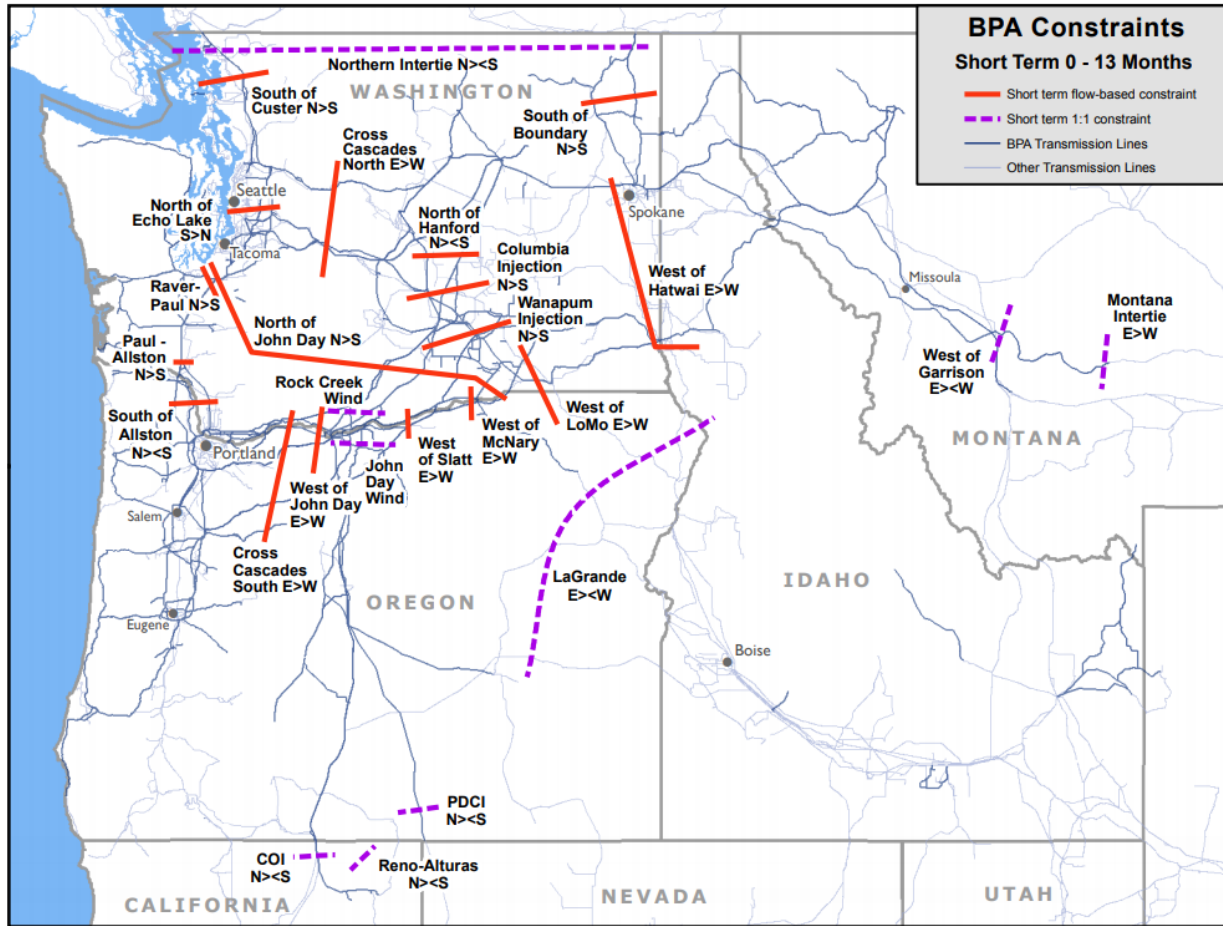 BPA Constraints
Short Term 0 - 13 Months
Short term flow-based constraint
Short term 1:1 constraint
BPA Transmission Lines
Other Transmission Lines
Northern Intertie N><S
WASHINGTON
South of
Custer N>S
Cross
Cascades
North E>W
South of
Boundary
N>S
Seattle
North of
Echo Lake
S>N
Tacoma
Spokane
North of
Hanford
N><S
Columbia
Injection
N>S
Wanapum
Injection
N>S
West of
Hatwai E>W
Missoula
Raver-
Paul N>S
Montana
Intertie
E>W
North of
John Day N>S
Paul -
Allston
N>S
West of
Garrison
E><W
Rock Creek
Wind
South of
Allston
N><S
West of
LoMo E>W
West of
McNary
E>W
MONTANA
Portland
West
of Slatt
E>W
John
Day
Wind
West of
John Day
E>W
Salem
Cross
Cascades
South E>W
LaGrande
E><W
IDAHO
OREGON
Eugene
Boise
PDCI
N><S
COI
N><S
Reno-Alturas
N><S
CALIFORNIA
NEVADA
UTAH